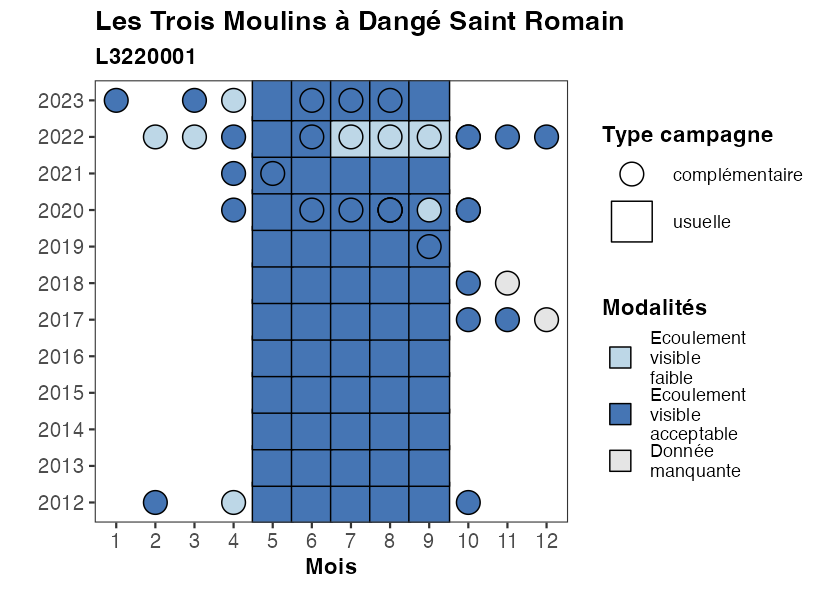 Les Trois Moulins à Dangé Saint Romain
L3220001
2023
2022
2021
2020
2019
2018
2017
2016
2015
2014
2013
2012
1 2 3 4 5 6 7 8 9 10 11 12
Mois
Type campagne
complémentaire
usuelle
Modalités
Ecoulement
visible
faible
Ecoulement
visible
acceptable
Donnée
manquante